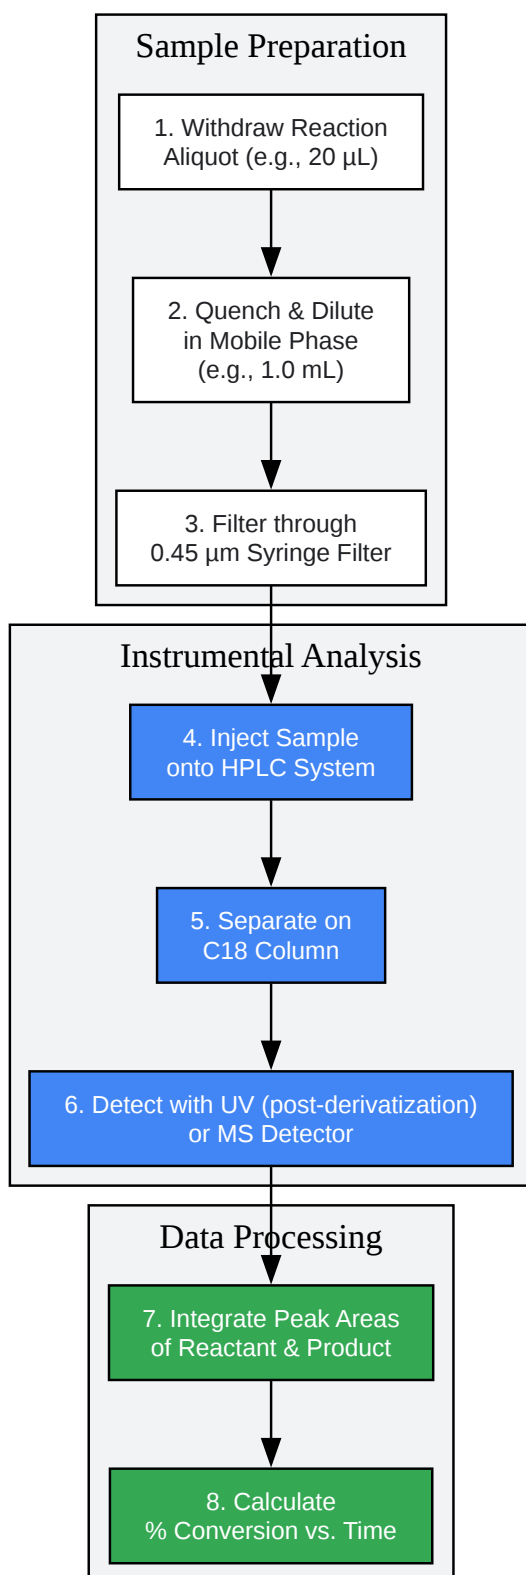 Sample Preparation
1. Withdraw Reaction
Aliquot (e.g., 20 µL)
2. Quench & Dilute
in Mobile Phase
(e.g., 1.0 mL)
3. Filter through
0.45 µm Syringe Filter
Instrumental Analysis
4. Inject Sample
onto HPLC System
5. Separate on
C18 Column
6. Detect with UV (post-derivatization)
or MS Detector
Data Processing
7. Integrate Peak Areas
of Reactant & Product
8. Calculate
% Conversion vs. Time